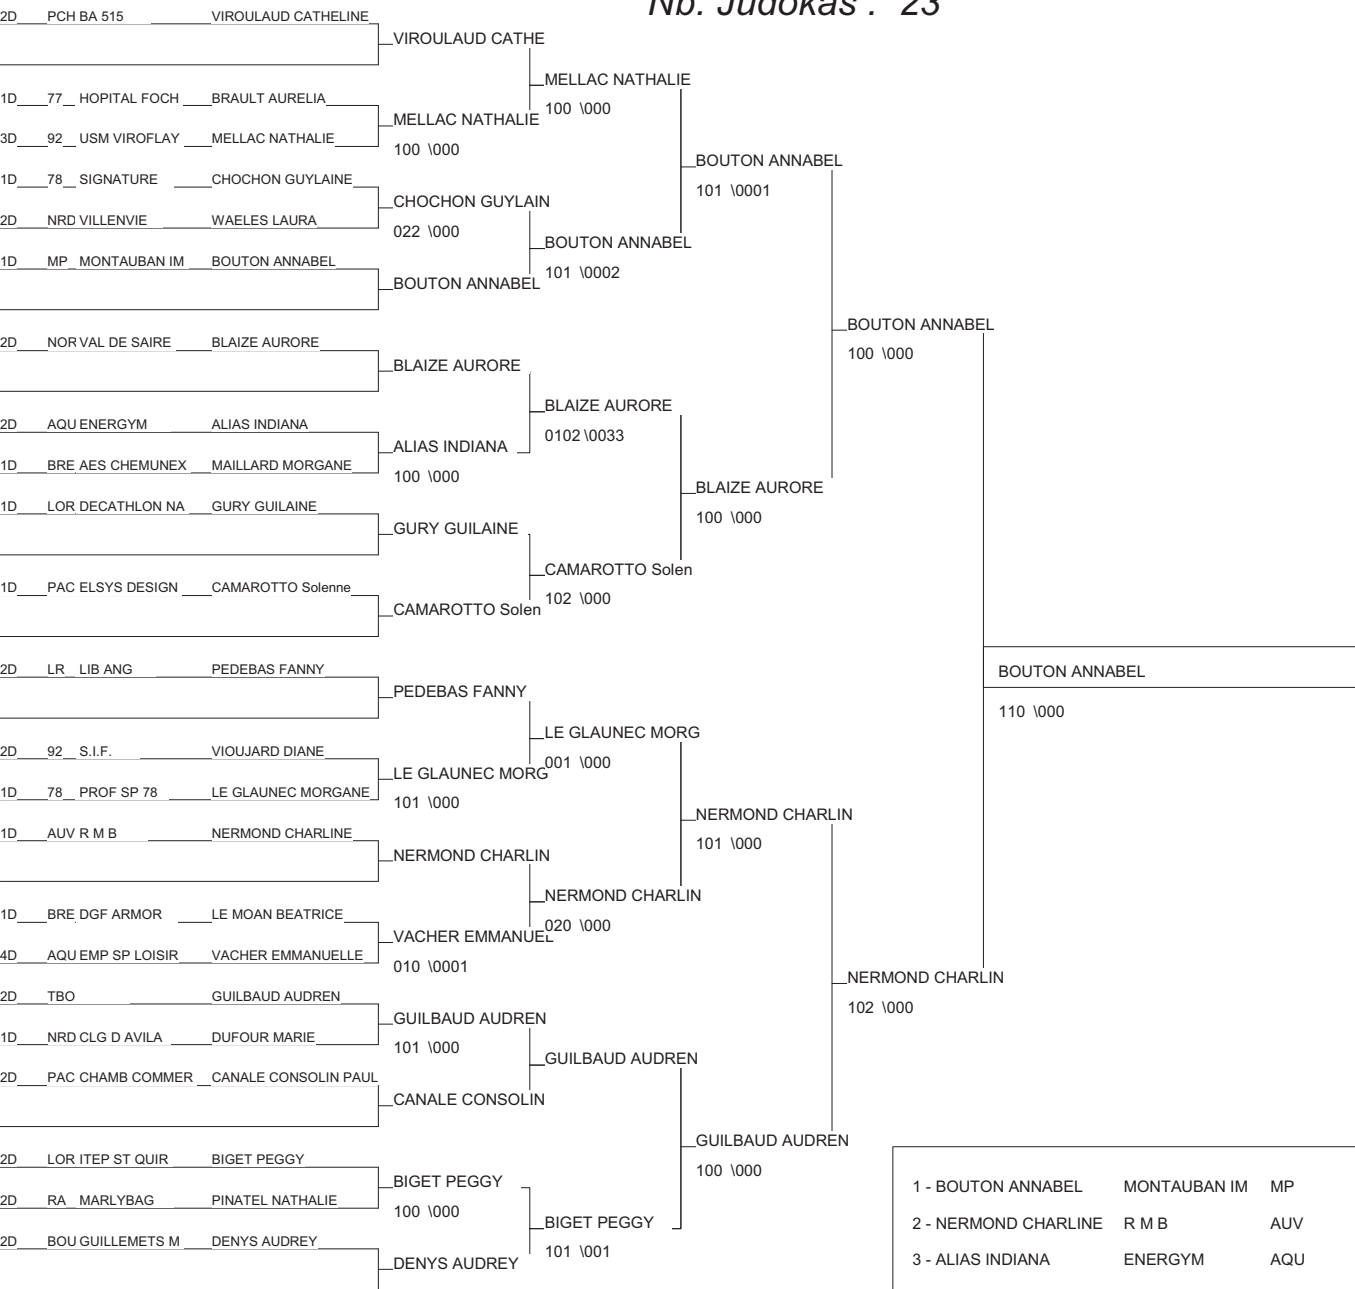 Nb. Judokas : 23
2D PCH BA 515 VIROULAUD CATHELINE
VIROULAUD CATHE
MELLAC NATHALIE
100 \000
1D 77 HOPITAL FOCH BRAULT AURELIA
MELLAC NATHALIE
100 \000
3D 92 USM VIROFLAY MELLAC NATHALIE
BOUTON ANNABEL
101 \0001
1D 78 SIGNATURE CHOCHON GUYLAINE
CHOCHON GUYLAIN
022 \000
2D NRD VILLENVIE WAELES LAURA
BOUTON ANNABEL
101 \0002
1D MP MONTAUBAN IM BOUTON ANNABEL
BOUTON ANNABEL
BOUTON ANNABEL
100 \000
2D NOR VAL DE SAIRE BLAIZE AURORE
BLAIZE AURORE
BLAIZE AURORE
0102 \0033
2D AQU ENERGYM ALIAS INDIANA
ALIAS INDIANA
100 \000
1D BRE AES CHEMUNEX MAILLARD MORGANE
BLAIZE AURORE
100 \000
1D LOR DECATHLON NA GURY GUILAINE
GURY GUILAINE
CAMAROTTO Solen
102 \000
1D PAC ELSYS DESIGN CAMAROTTO Solenne
CAMAROTTO Solen
BOUTON ANNABEL
110 \000
2D LR LIB ANG PEDEBAS FANNY
PEDEBAS FANNY
LE GLAUNEC MORG
001 \000
2D 92 S.I.F. VIOUJARD DIANE
LE GLAUNEC MORG
101 \000
1D 78 PROF SP 78 LE GLAUNEC MORGANE
NERMOND CHARLIN
101 \000
1D AUV R M B NERMOND CHARLINE
NERMOND CHARLIN
NERMOND CHARLIN
020 \000
1D BRE DGF ARMOR LE MOAN BEATRICE
VACHER EMMANUEL
010 \0001
4D AQU EMP SP LOISIR VACHER EMMANUELLE
NERMOND CHARLIN
102 \000
2D TBO GUILBAUD AUDREN
GUILBAUD AUDREN
101 \000
1D NRD CLG D AVILA DUFOUR MARIE
GUILBAUD AUDREN
2D PAC CHAMB COMMER CANALE CONSOLIN PAUL
CANALE CONSOLIN
GUILBAUD AUDREN
100 \000
2D LOR ITEP ST QUIR BIGET PEGGY
BIGET PEGGY
100 \000
2D RA MARLYBAG PINATEL NATHALIE
BIGET PEGGY
101 \001
2D BOU GUILLEMETS M DENYS AUDREY
DENYS AUDREY
1 - BOUTON ANNABEL MONTAUBAN IM MP
2 - NERMOND CHARLINE R M B AUV
3 - ALIAS INDIANA ENERGYM AQU